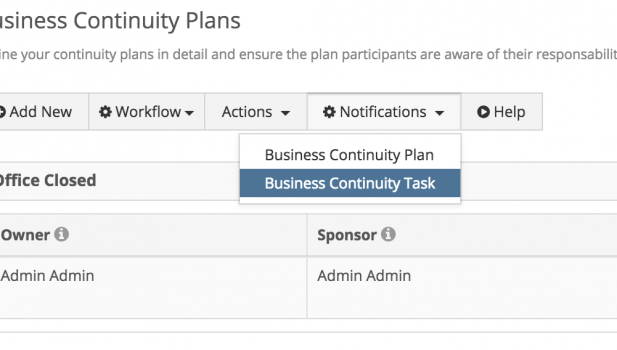 usiness Continuity Plans
ine your continuity plans in detail and ensure the plan participants are aware of their responsabilit
Add New Workflow Actions Notifications Help
Business Continuity Plan
Business Continuity Task
Office Closed
Owner Sponsor
Admin Admin Admin Admin